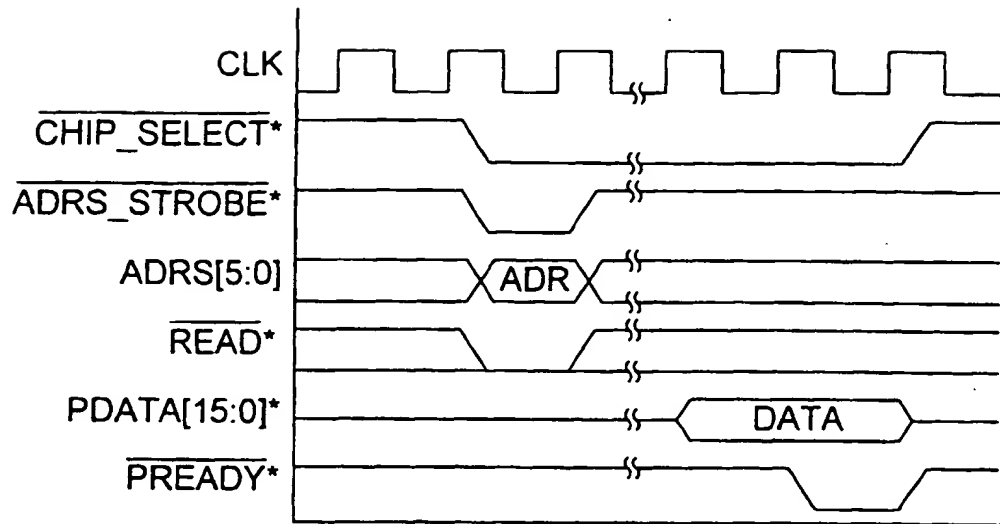 CLK
CHIP_SELECT*
ADRS_STROBE*
ADRS[5:0]
ADR
READ*
PDATA[15:0]*
DATA
PREADY*